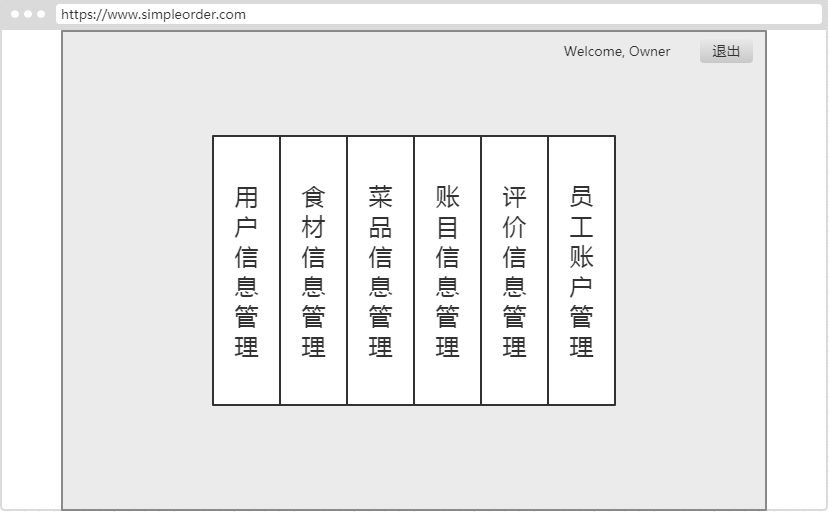 https://www.simpleorder.com
Welcome, Owner
退出
用户信息管理
食材信息管理
菜品信息管理
账目信息管理
评价信息管理
员工账户管理